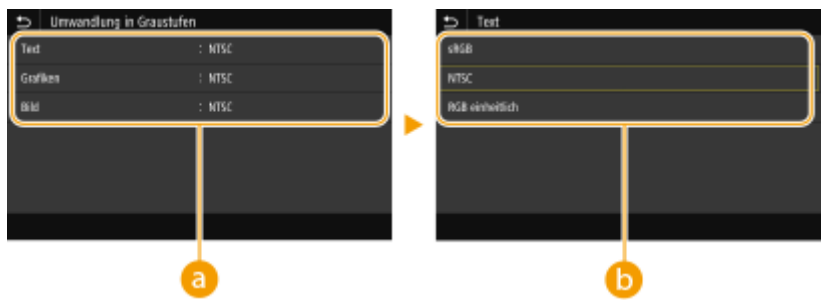 Umwandlung in Graustufen
Text : NTSC
Grafiken : NTSC
Bild : NTSC
a
Text
sRGB
NTSC
RGB einheitlich
b